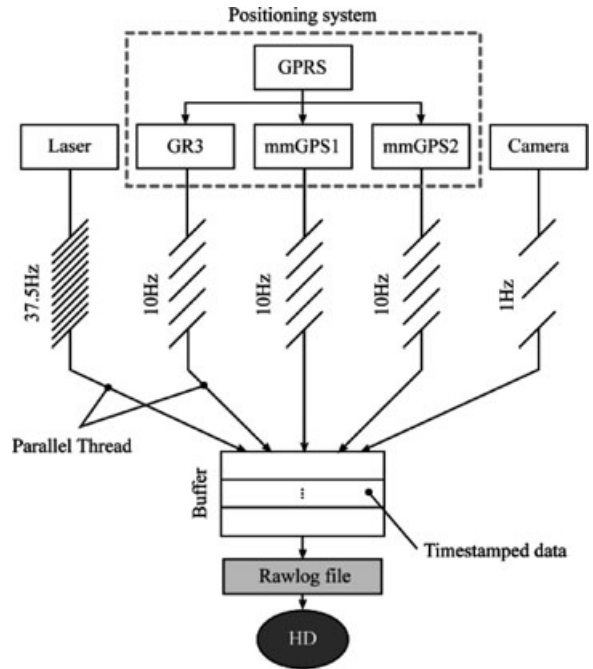 Positioning system
GPRS
Laser
GR3
mmGPS1
mmGPS2
Camera
37.5Hz
10Hz
10Hz
10Hz
1Hz
Parallel Thread
Buffer
...
Timestamped data
Rawlog file
HD